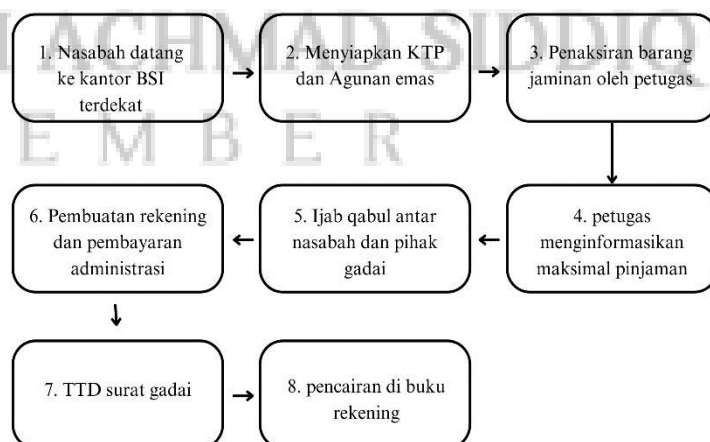 ACHMAD SIDDIQ
EMBER
1. Nasabah datang
ke kantor BSI
terdekat
2. Menyiapkan KTP
dan Agunan emas
3. Penaksiran barang
jaminan oleh petugas
4. petugas
menginformasikan
maksimal pinjaman
5. Ijab qabul antar
nasabah dan pihak
gadai
6. Pembuatan rekening
dan pembayaran
administrasi
7. TTD surat gadai
8. pencairan di buku
rekening